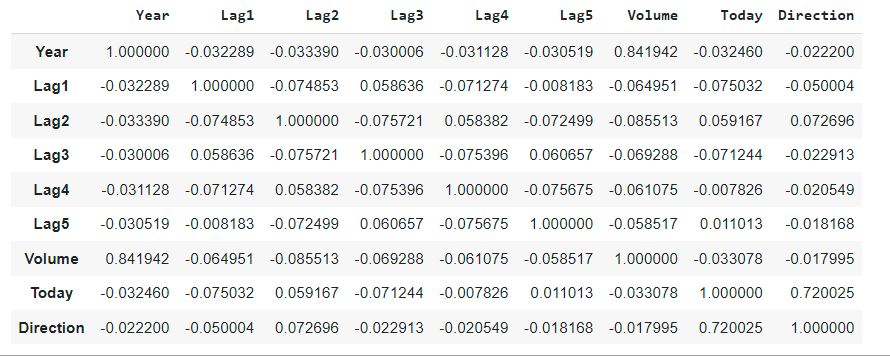 Year Lag1 Lag2 Lag3 Lag4 Lag5 Volume Today Direction
Year 1.000000 -0.032289 -0.033390 -0.030006 -0.031128 -0.030519 0.841942 -0.032460 -0.022200
Lag1 -0.032289 1.000000 -0.074853 0.058636 -0.071274 -0.008183 -0.064951 -0.075032 -0.050004
Lag2 -0.033390 -0.074853 1.000000 -0.075721 0.058382 -0.072499 -0.085513 0.059167 0.072696
Lag3 -0.030006 0.058636 -0.075721 1.000000 -0.075396 0.060657 -0.069288 -0.071244 -0.022913
Lag4 -0.031128 -0.071274 0.058382 -0.075396 1.000000 -0.075675 -0.061075 -0.007826 -0.020549
Lag5 -0.030519 -0.008183 -0.072499 0.060657 -0.075675 1.000000 -0.058517 0.011013 -0.018168
Volume 0.841942 -0.064951 -0.085513 -0.069288 -0.061075 -0.058517 1.000000 -0.033078 -0.017995
Today -0.032460 -0.075032 0.059167 -0.071244 -0.007826 0.011013 -0.033078 1.000000 0.720025
Direction -0.022200 -0.050004 0.072696 -0.022913 -0.020549 -0.018168 -0.017995 0.720025 1.000000